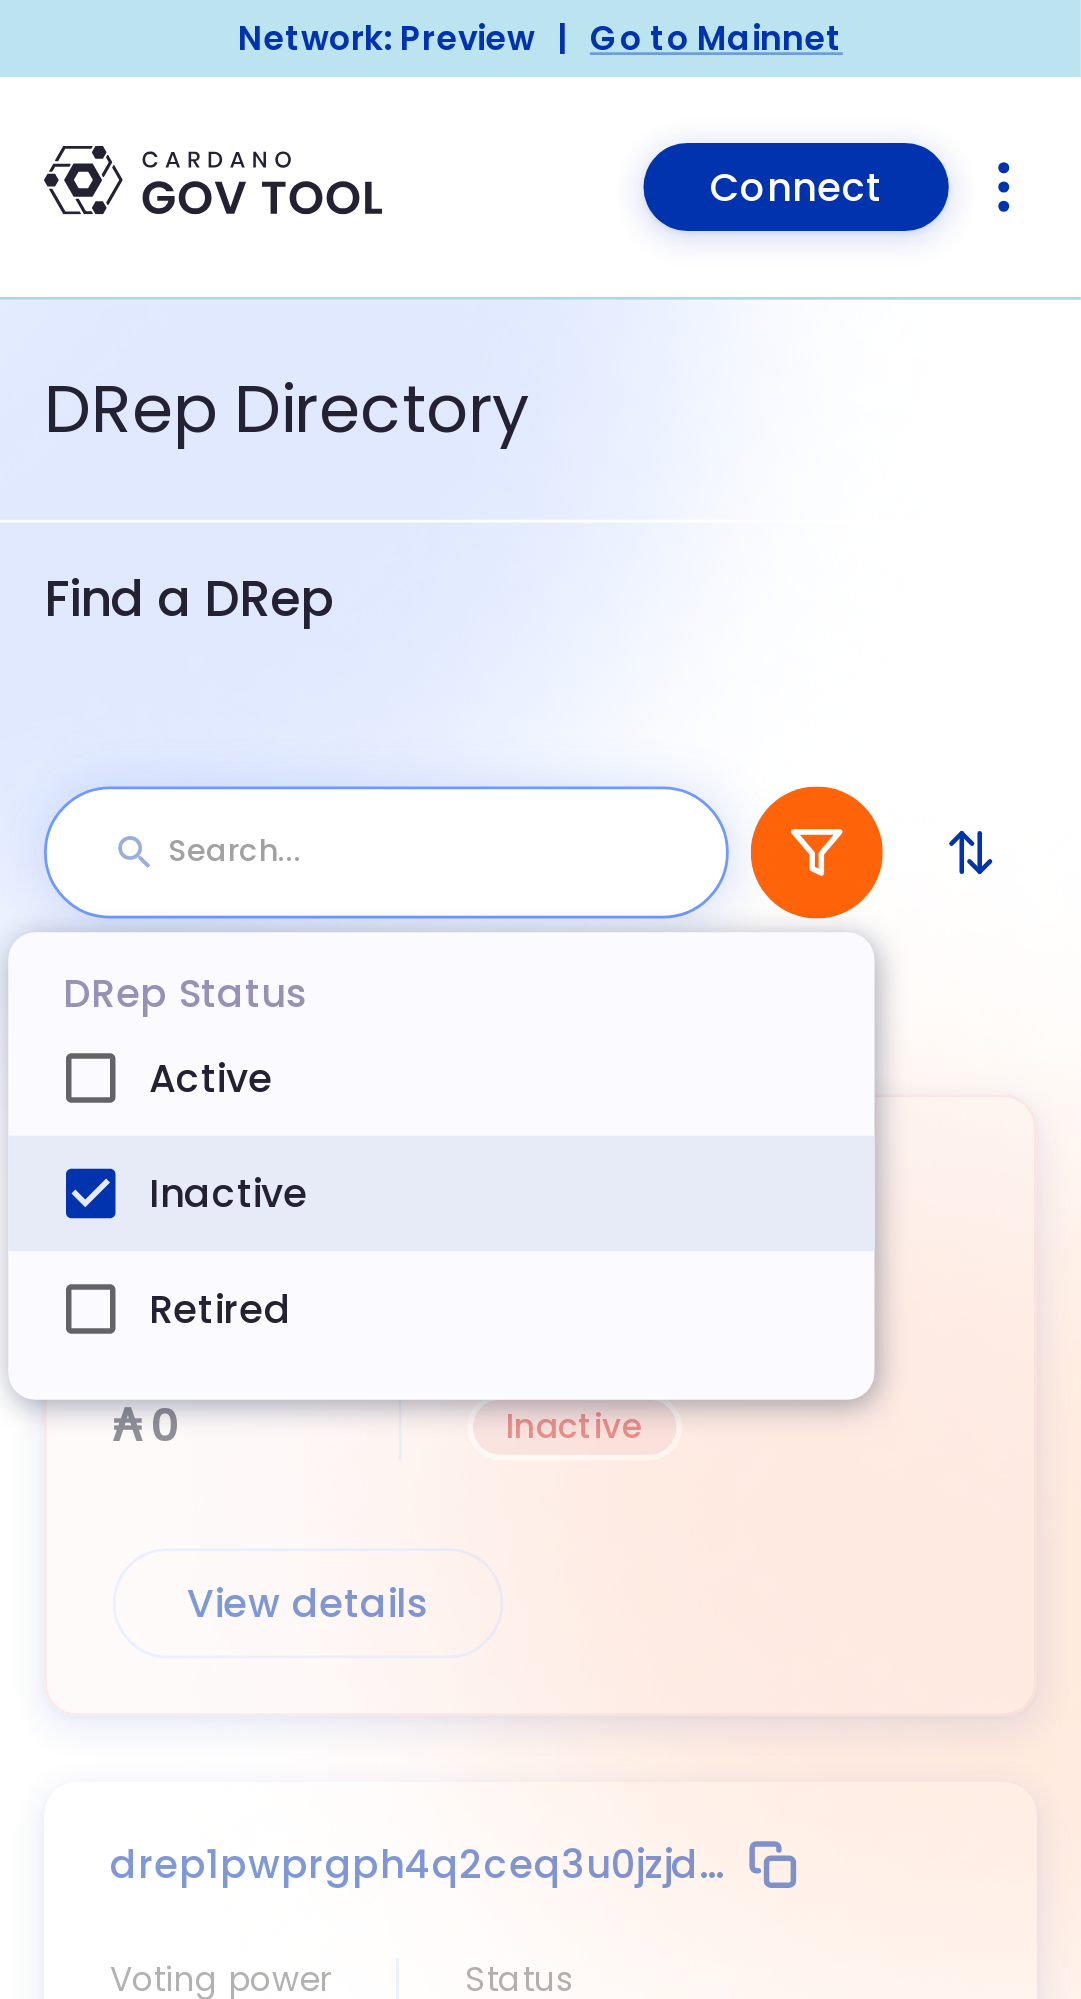 Network: Preview | Go to Mainnet
CARDANO
GOV TOOL
Connect
DRep Directory
Find a DRep
Search...
DRep Status
Active
Inactive
Retired
₳ 0
Inactive
View details
drep1pwprgph4q2ceq3u0jzjd...
Voting power
Status